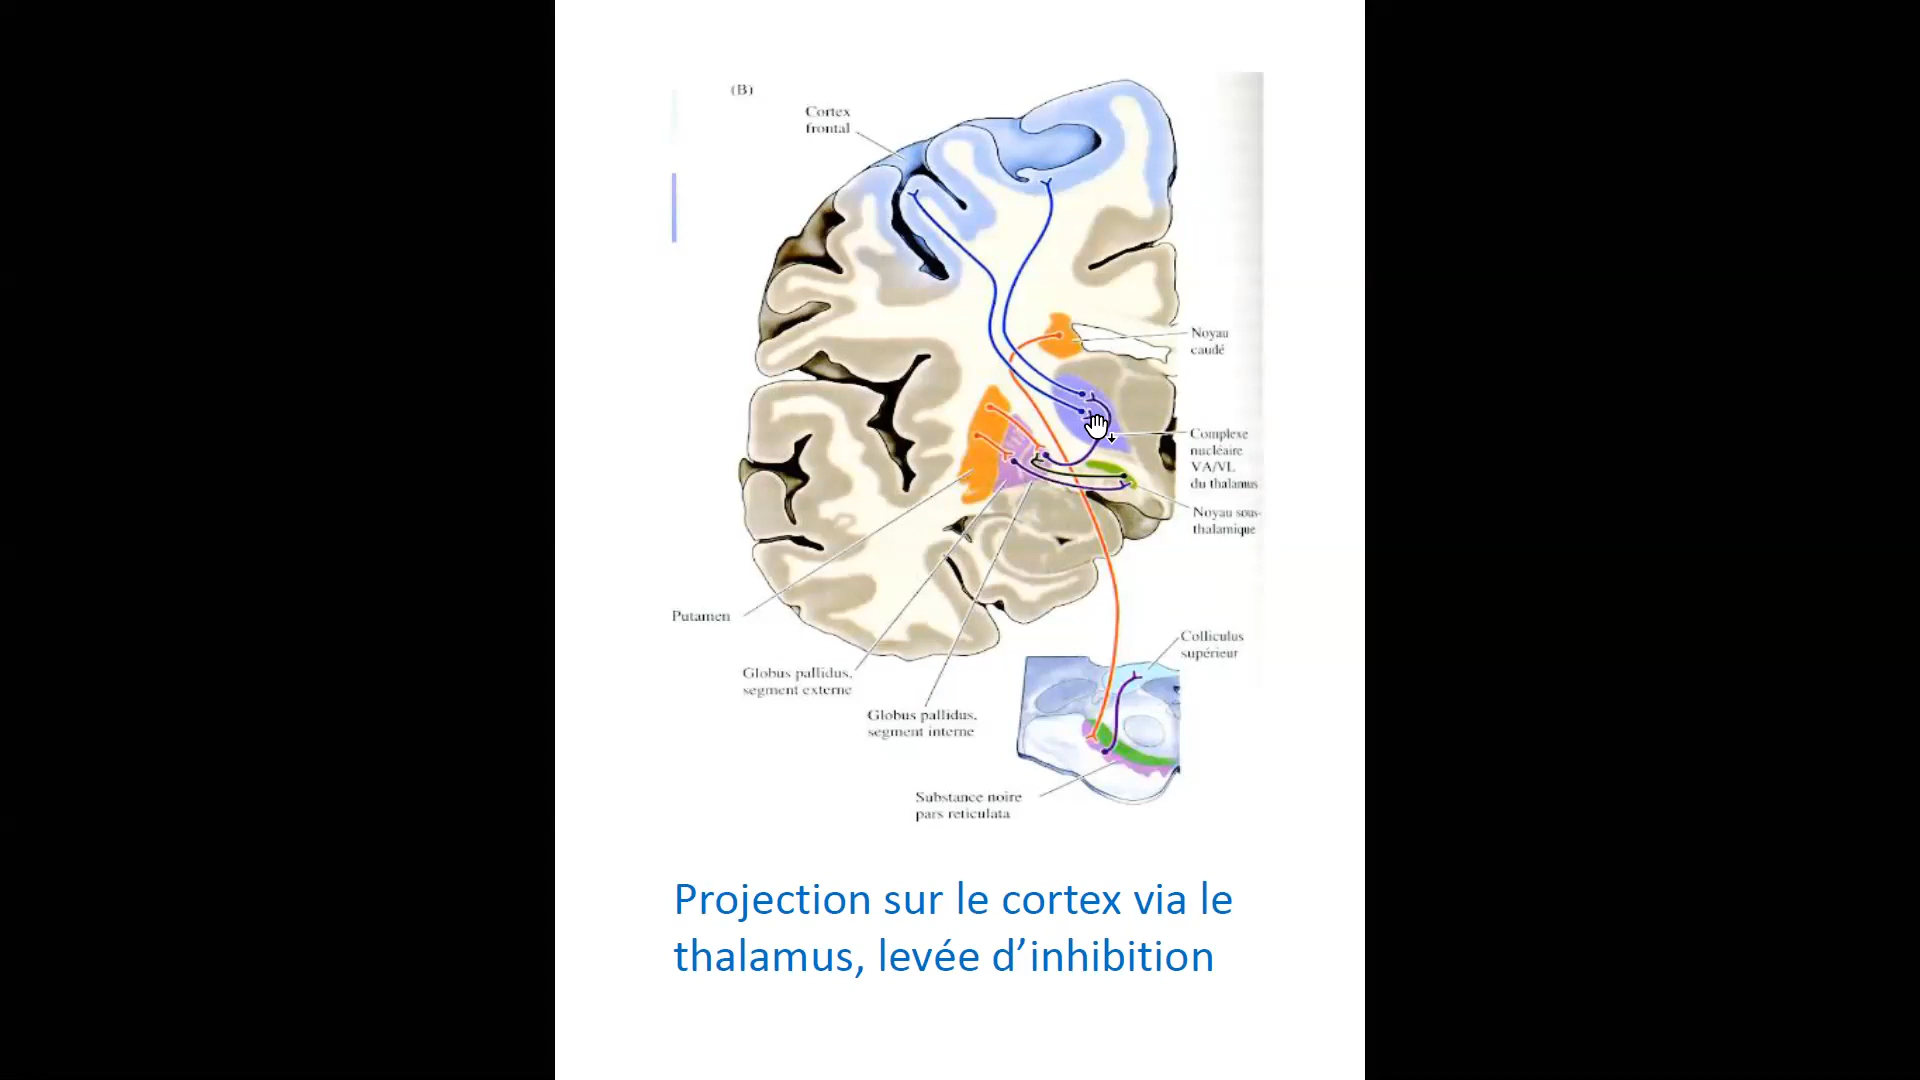 (B)
Cortex
frontal
Noyau
caudé
Complexe
nucléaire
VA/VL
du thalamus
Noyau sous-
thalamique
Putamen
Colliculus
supérieur
Globus pallidus,
segment externe
Globus pallidus,
segment interne
Substance noire
pars reticulata
Projection sur le cortex via le
thalamus, levée d’inhibition